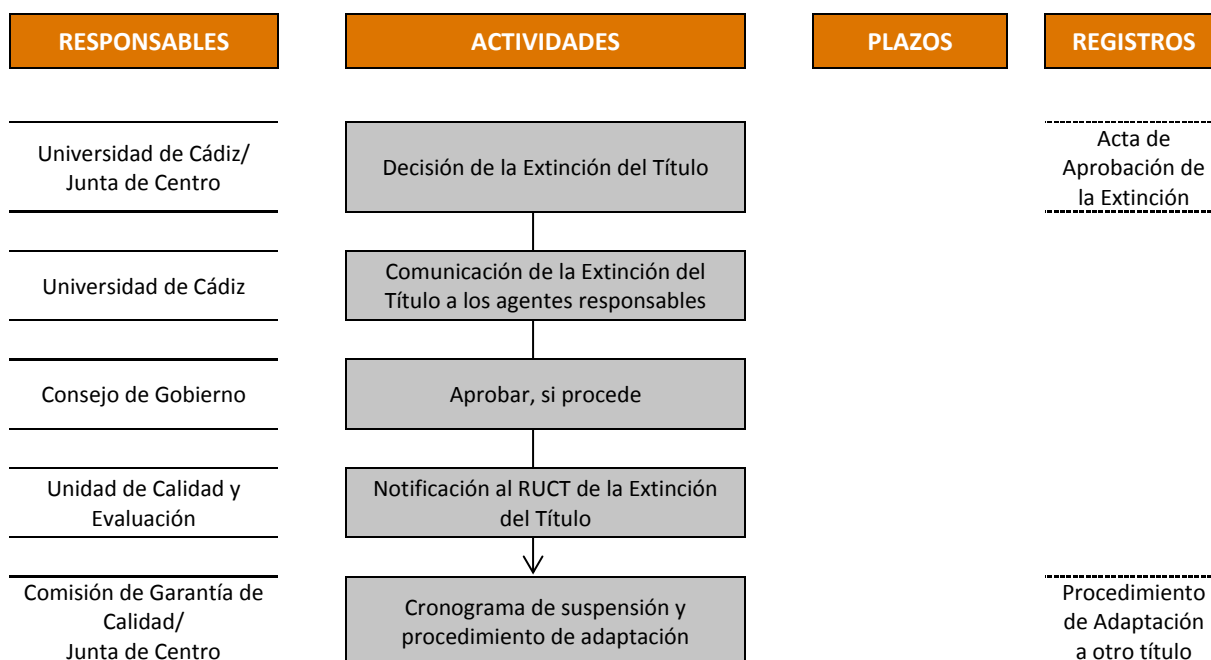 RESPONSABLES
ACTIVIDADES
PLAZOS
REGISTROS
Universidad de Cádiz/
Junta de Centro
Decisión de la Extinción del Título
Acta de
Aprobación de
la Extinción
Universidad de Cádiz
Comunicación de la Extinción del
Título a los agentes responsables
Consejo de Gobierno
Aprobar, si procede
Unidad de Calidad y
Evaluación
Notificación al RUCT de la Extinción
del Título
Comisión de Garantía de
Calidad/
Junta de Centro
Cronograma de suspensión y
procedimiento de adaptación
Procedimiento
de Adaptación
a otro título